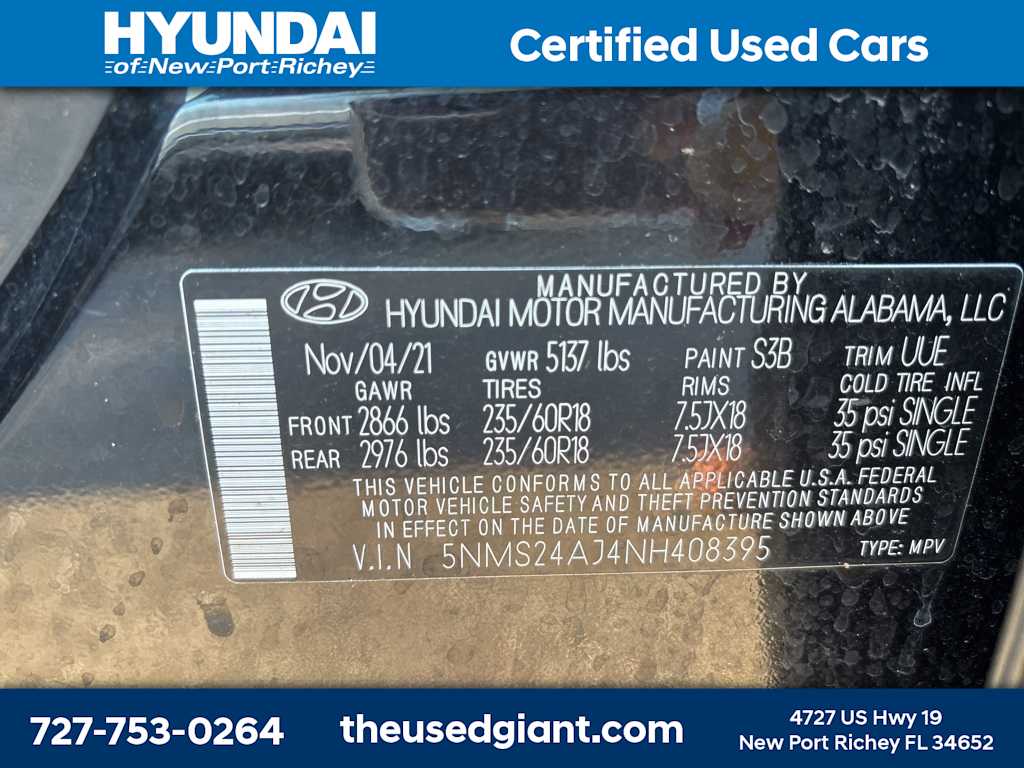 HYUNDAI
of New Port Richey
Certified Used Cars
MANUFACTURED BY
HYUNDAI MOTOR MANUFACTURING ALABAMA, LLC
Nov/04/21 GVWR 5137 lbs PAINT S3B TRIM UUE
GAWR TIRES RIMS COLD TIRE INFL
FRONT 2866 lbs 235/60R18 7.5JX18 35 psi SINGLE
REAR 2976 lbs 235/60R18 7.5JX18 35 psi SINGLE
THIS VEHICLE CONFORMS TO ALL APPLICABLE U.S.A. FEDERAL
MOTOR VEHICLE SAFETY AND THEFT PREVENTION STANDARDS
IN EFFECT ON THE DATE OF MANUFACTURE SHOWN ABOVE
V.I.N 5NMS24AJ4NH408395 TYPE: MPV
727-753-0264
theusedgiant.com
4727 US Hwy 19
New Port Richey FL 34652